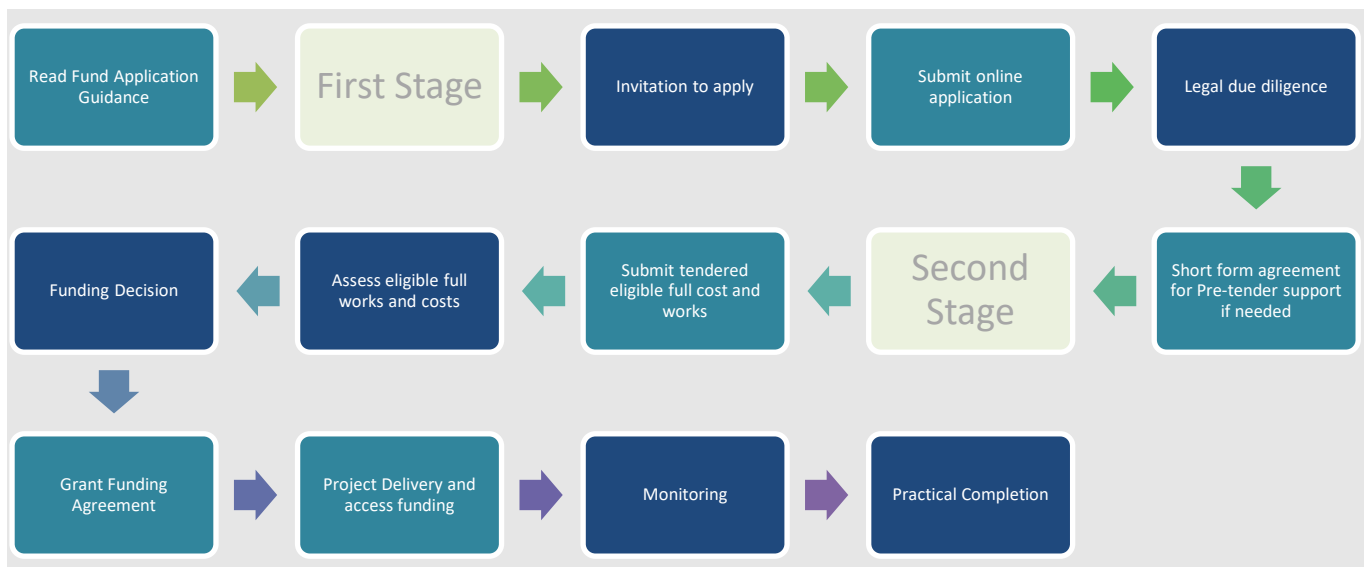 Read Fund Application
Guidance
First Stage
Invitation to apply
Submit online
application
Legal due diligence
Short form agreement
for Pre-tender support
if needed
Second
Stage
Submit tendered
eligible full cost and
works
Assess eligible full
works and costs
Funding Decision
Grant Funding
Agreement
Project Delivery and
access funding
Monitoring
Practical Completion